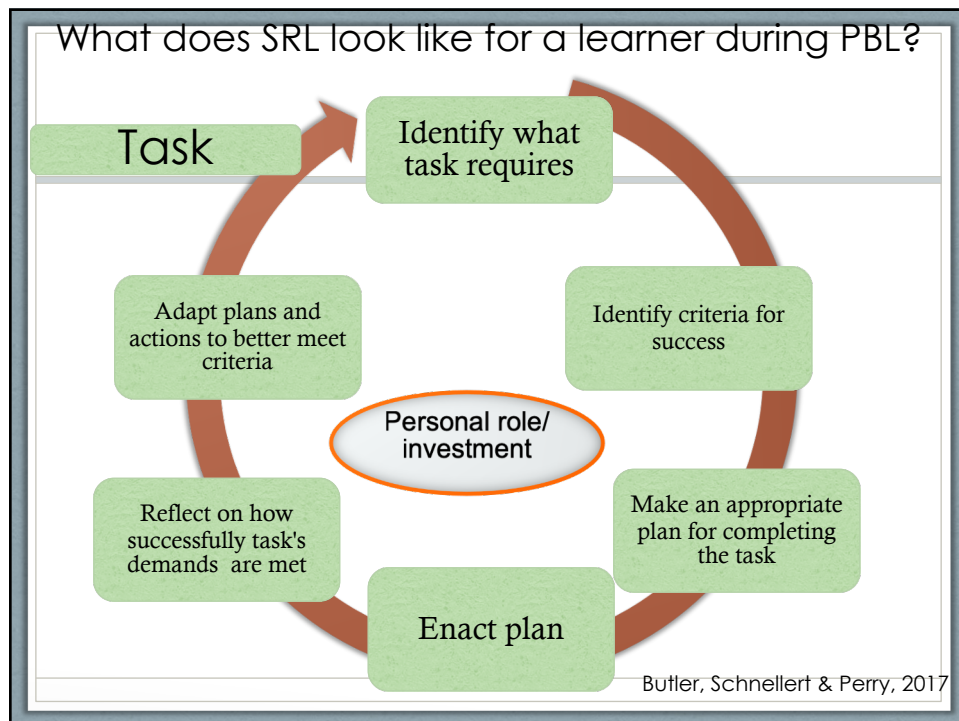 What does SRL look like for a learner during PBL?
Task
Identify what
task requires
Identify criteria for
success
Make an appropriate
plan for completing
the task
Enact plan
Reflect on how
successfully task's
demands are met
Adapt plans and
actions to better meet
criteria
Personal role/
investment
Butler, Schnellert & Perry, 2017